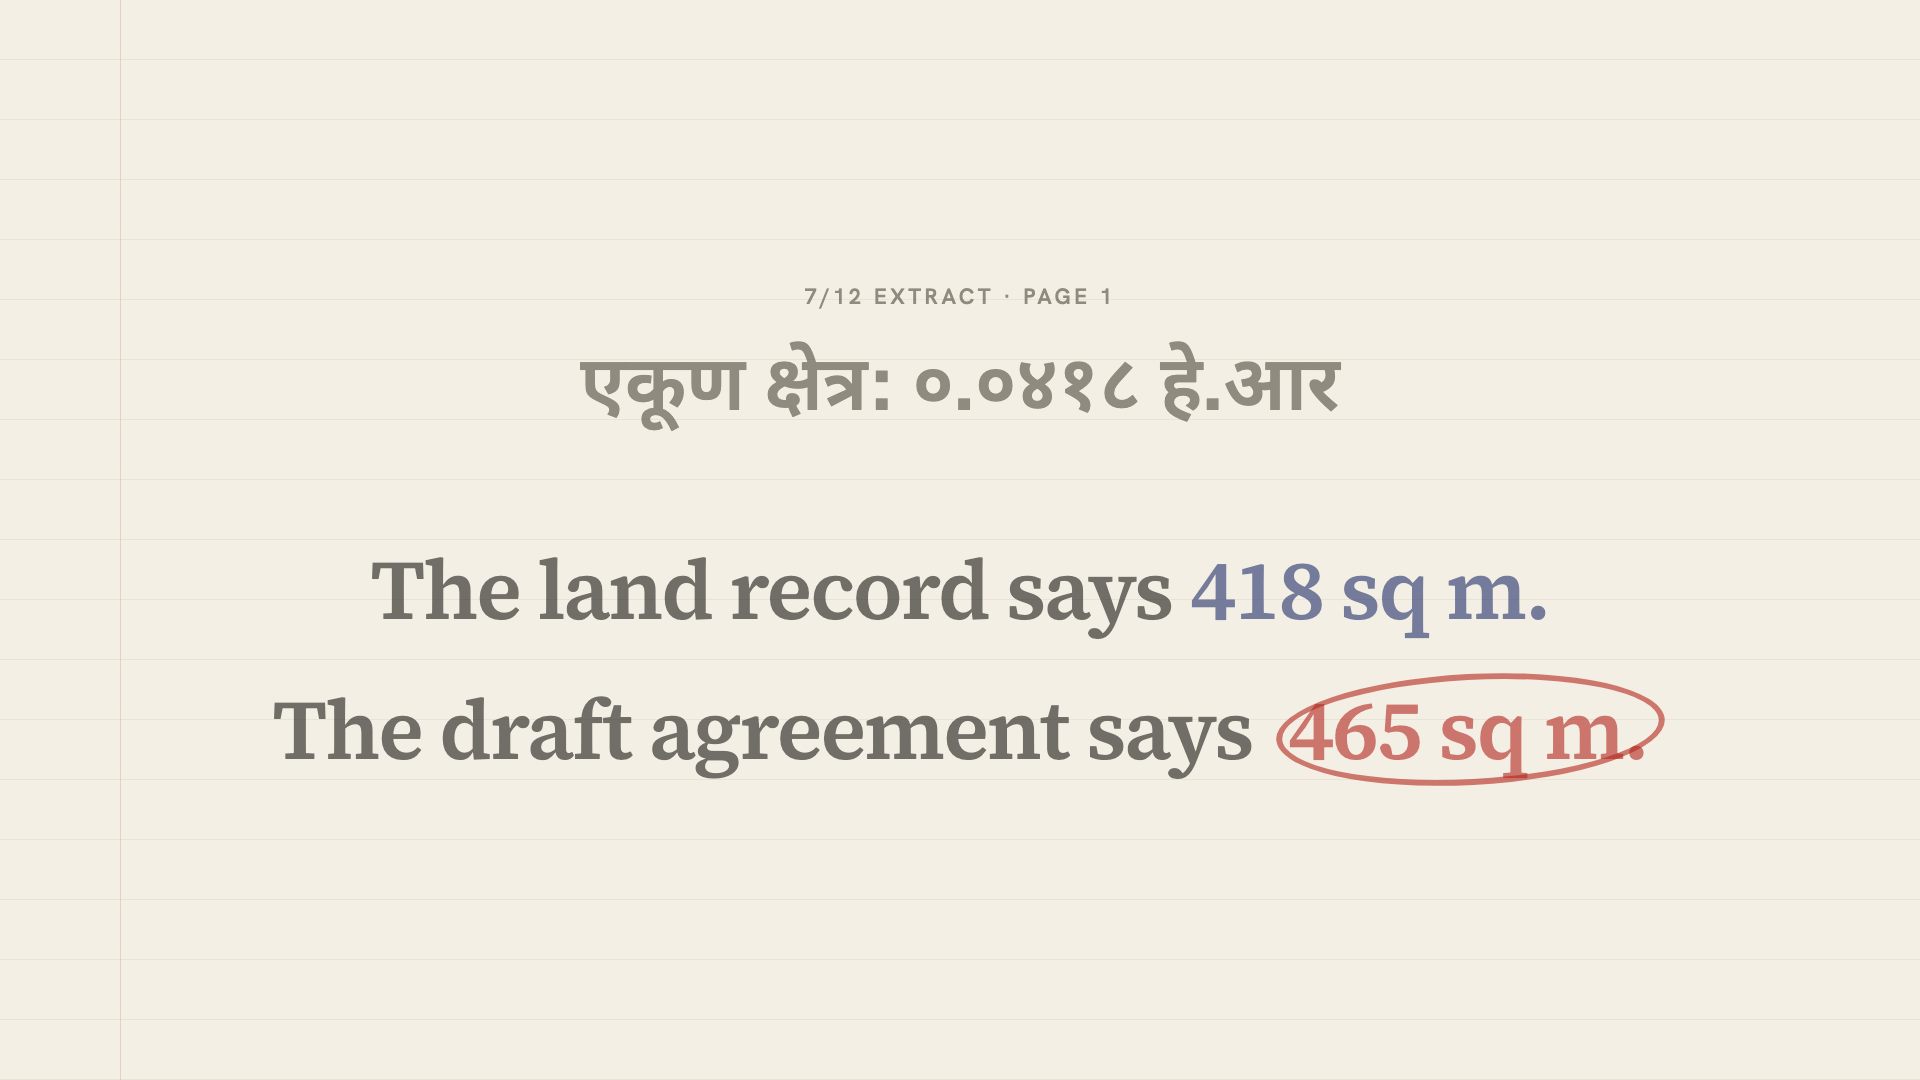 7/12 EXTRACT · PAGE 1
एकूण क्षेत्र: ०.०४१८ हे.आर
The land record says 418 sq m.
The draft agreement says 465 sq m.